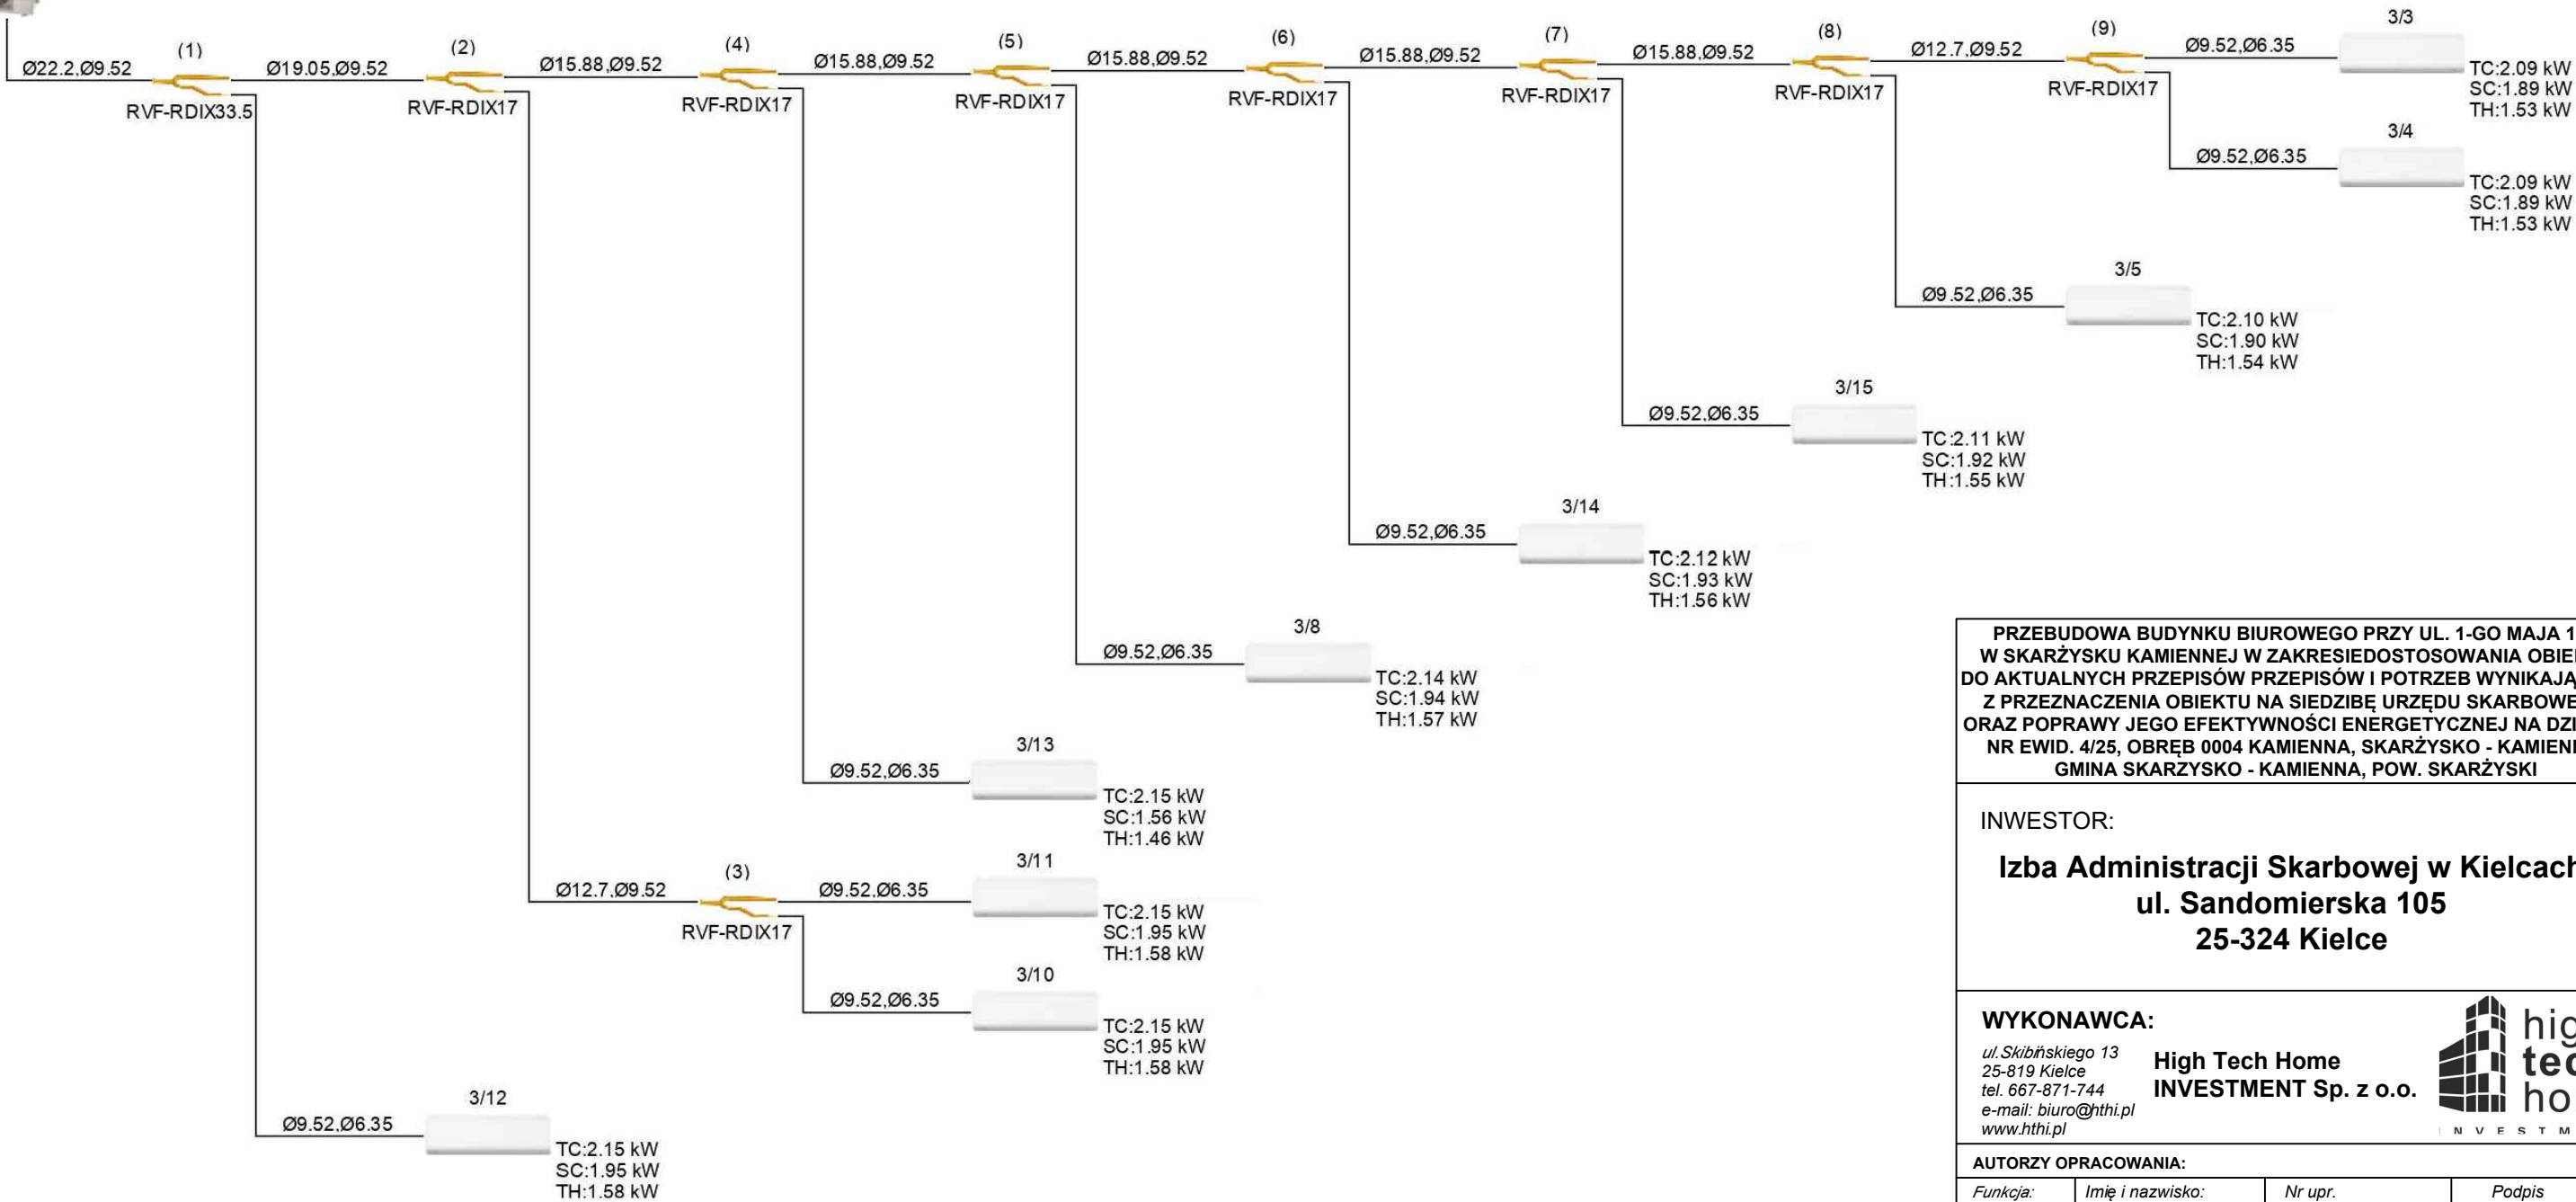 (1)
(2)
(4)
(5)
(6)
(7)
(8)
(9)
3/3
Ø22.2,Ø9.52
Ø19.05,Ø9.52
Ø15.88,Ø9.52
Ø15.88,Ø9.52
Ø15.88,Ø9.52
Ø15.88,Ø9.52
Ø15.88,Ø9.52
Ø12.7,Ø9.52
Ø9.52,Ø6.35
RVF-RDIX33.5
RVF-RDIX17
RVF-RDIX17
RVF-RDIX17
RVF-RDIX17
RVF-RDIX17
RVF-RDIX17
RVF-RDIX17
TC:2.09 kW
SC:1.89 kW
TH:1.53 kW
3/4
Ø9.52,Ø6.35
TC:2.09 kW
SC:1.89 kW
TH:1.53 kW
3/5
Ø9.52,Ø6.35
TC:2.10 kW
SC:1.90 kW
TH:1.54 kW
3/15
Ø9.52,Ø6.35
TC:2.11 kW
SC:1.92 kW
TH:1.55 kW
3/14
Ø9.52,Ø6.35
TC:2.12 kW
SC:1.93 kW
TH:1.56 kW
3/8
Ø9.52,Ø6.35
TC:2.14 kW
SC:1.94 kW
TH:1.57 kW
3/13
Ø9.52,Ø6.35
TC:2.15 kW
SC:1.56 kW
TH:1.46 kW
3/11
(3)
Ø12.7,Ø9.52
Ø9.52,Ø6.35
RVF-RDIX17
TC:2.15 kW
SC:1.95 kW
TH:1.58 kW
3/10
Ø9.52,Ø6.35
TC:2.15 kW
SC:1.95 kW
TH:1.58 kW
3/12
Ø9.52,Ø6.35
TC:2.15 kW
SC:1.95 kW
TH:1.58 kW
PRZEBUDOWA BUDYNKU BIUROWEGO PRZY UL. 1-GO MAJA 1
W SKARŻYSKU KAMIENNEJ W ZAKRESIEDOSTOSOWANIA OBIE
DO AKTUALNYCH PRZEPISÓW PRZEPISÓW I POTRZEB WYNIKAJĄ
Z PRZEZNACZENIA OBIEKTU NA SIEDZIBĘ URZĘDU SKARBOWE
ORAZ POPRAWY JEGO EFEKTYWNOŚCI ENERGETYCZNEJ NA DZI
NR EWID. 4/25, OBRĘB 0004 KAMIENNA, SKARŻYSKO - KAMIEN
GMINA SKARZYSKO - KAMIENNA, POW. SKARŻYSKI
INWESTOR:
Izba Administracji Skarbowej w Kielcach
ul. Sandomierska 105
25-324 Kielce
WYKONAWCA:
ul.Skibińskiego 13
25-819 Kielce
tel. 667-871-744
e-mail: biuro@hthi.pl
www.hthi.pl
High Tech Home
INVESTMENT Sp. z o.o.
hig
tec
ho
INVESTM
AUTORZY OPRACOWANIA:
Funkcja: Imię i nazwisko: Nr upr. Podpis